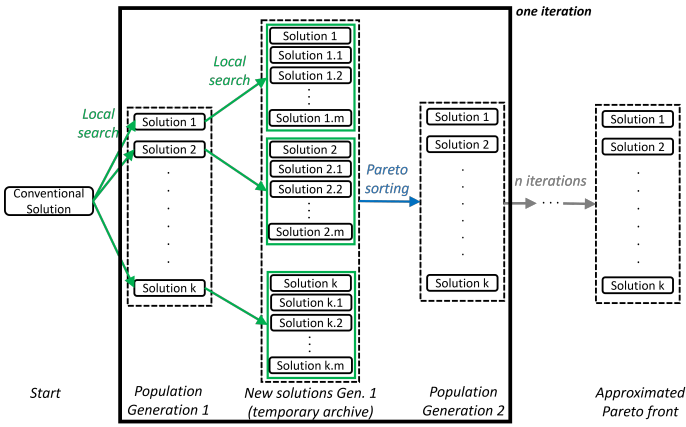 one iteration
Local
search
Conventional
Solution
Local
search
Solution 1
Solution 2
Solution k
Solution 1
Solution 1.1
Solution 1.2
Solution 1.m
Solution 2
Solution 2.1
Solution 2.2
Solution 2.m
Solution k
Solution k.1
Solution k.2
Solution k.m
Pareto
sorting
Solution 1
Solution 2
Solution k
n iterations
Solution 1
Solution 2
Solution k
Start
Population
Generation 1
New solutions Gen. 1
(temporary archive)
Population
Generation 2
Approximated
Pareto front